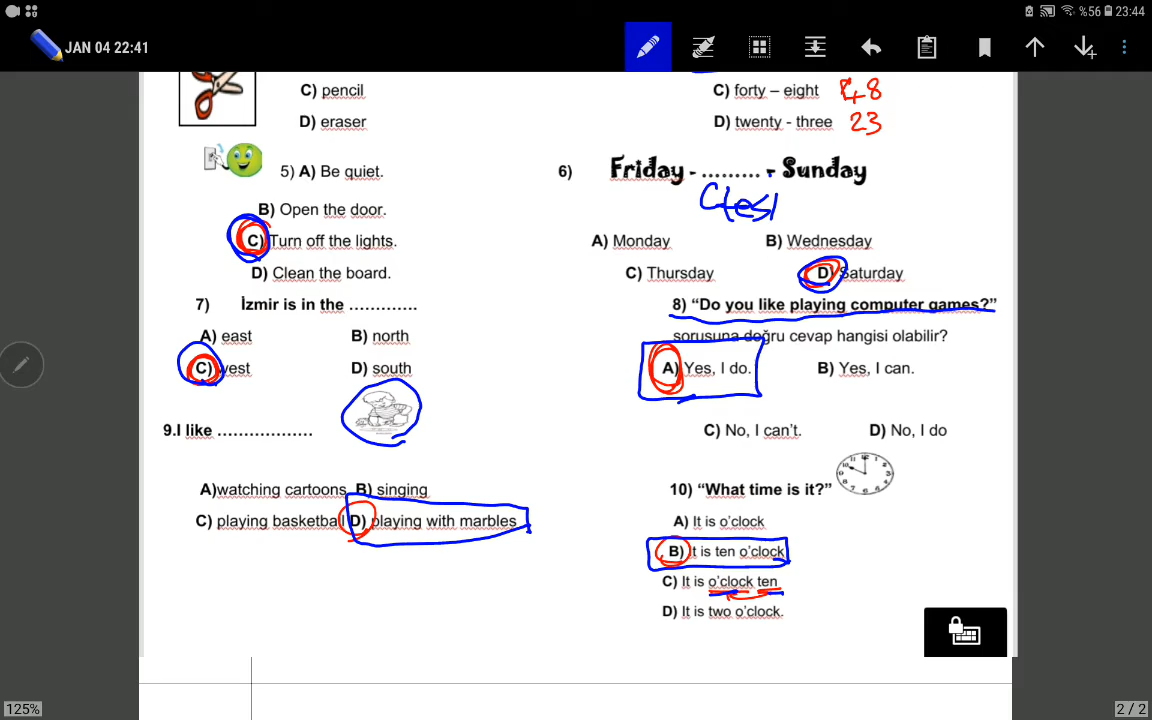 %56 23:44
JAN 04 22:41
C) pencil
D) eraser
C) forty – eight 48
D) twenty - three 23
5) A) Be quiet.
B) Open the door.
C) Turn off the lights.
D) Clean the board.
6) Friday - ......... - Sunday
Ctesi
A) Monday B) Wednesday
C) Thursday D) Saturday
7) İzmir is in the ………….
A) east B) north
C) west D) south
8) “Do you like playing computer games?”
sorusuna doğru cevap hangisi olabilir?
A) Yes, I do. B) Yes, I can.
C) No, I can’t. D) No, I do
9.I like ………………
A)watching cartoons B) singing
C) playing basketball D) playing with marbles
10) “What time is it?”
A) It is o’clock
B) It is ten o’clock
C) It is o’clock ten
D) It is two o’clock.
125%
2 / 2